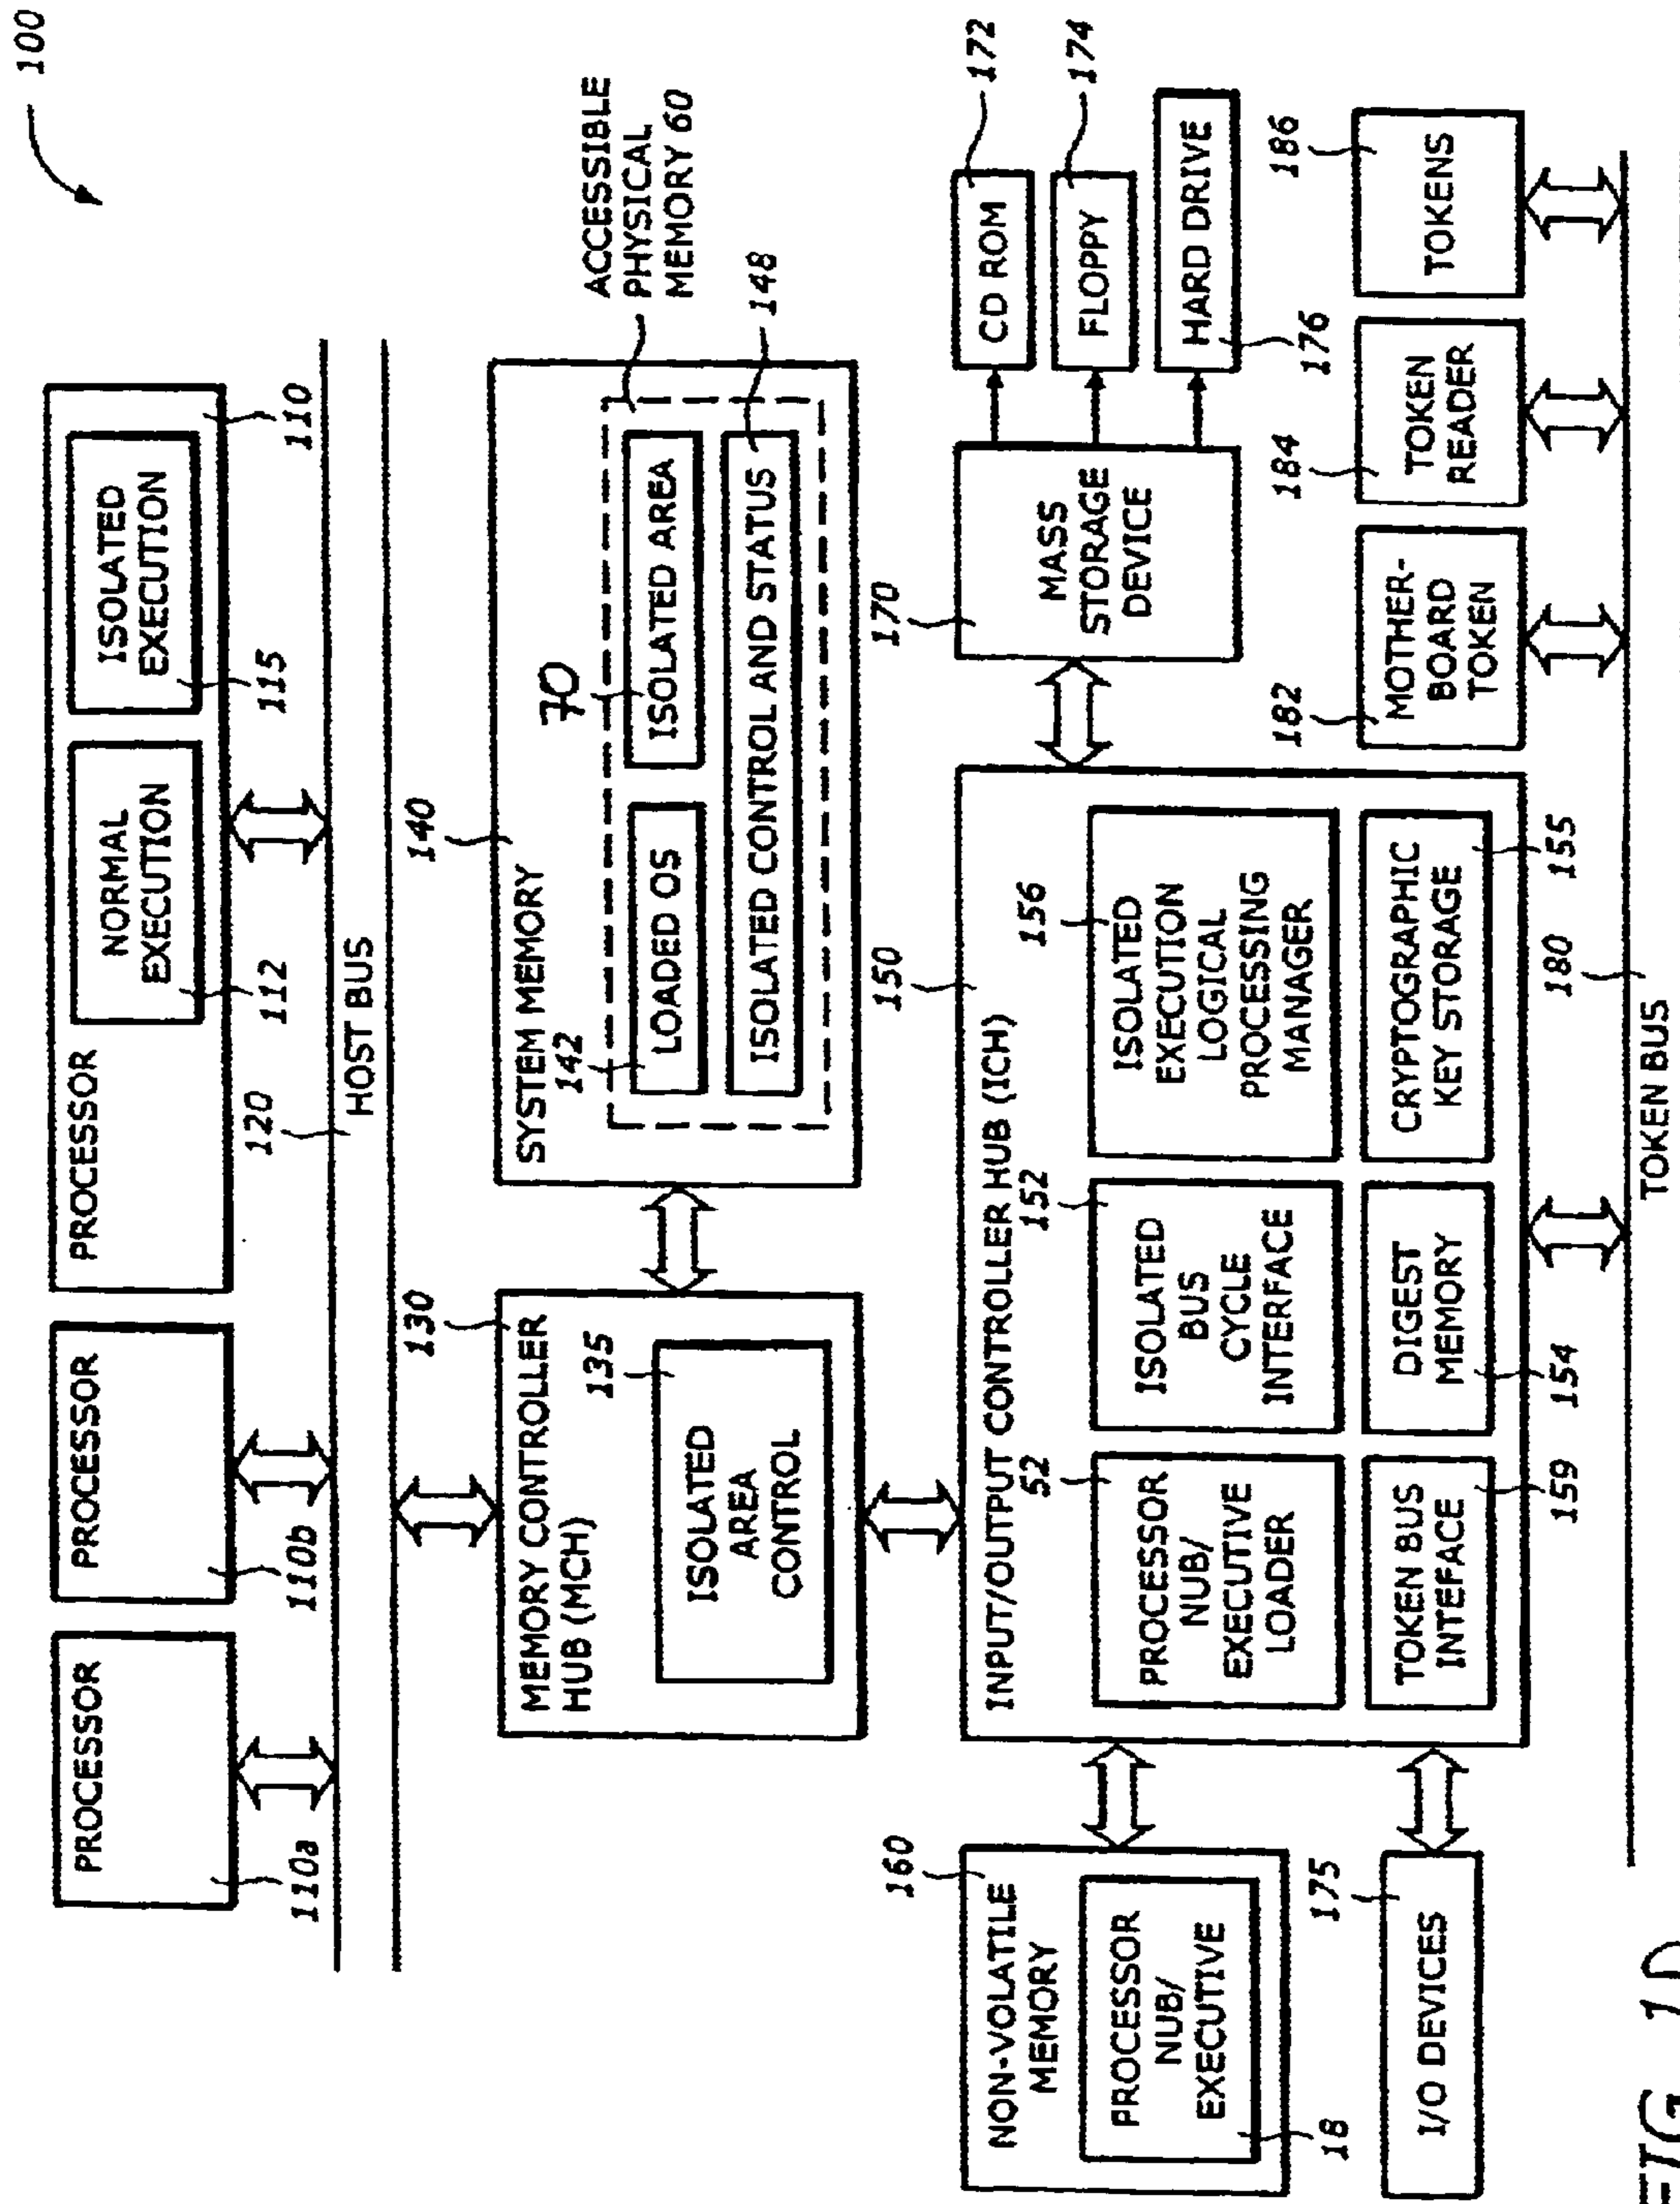 100
PROCESSOR
110a
PROCESSOR
110b
PROCESSOR
NORMAL
EXECUTION
112
ISOLATED
EXECUTION
115
110
120
HOST BUS
130
MEMORY CONTROLLER
HUB (MCH)
135
ISOLATED
AREA
CONTROL
140
SYSTEM MEMORY
142
LOADED OS
70
ISOLATED AREA
ISOLATED CONTROL AND STATUS
148
ACCESSIBLE
PHYSICAL
MEMORY 60
150
INPUT/OUTPUT CONTROLLER HUB (ICH)
52
PROCESSOR
NUB/
EXECUTIVE
LOADER
152
ISOLATED
BUS
CYCLE
INTERFACE
156
ISOLATED
EXECUTION
LOGICAL
PROCESSING
MANAGER
TOKEN BUS
INTEFACE
159
DIGEST
MEMORY
154
CRYPTOGRAPHIC
KEY STORAGE
155
160
NON-VOLATILE
MEMORY
PROCESSOR
NUB/
EXECUTIVE
18
175
I/O DEVICES
170
MASS
STORAGE
DEVICE
CD ROM
172
FLOPPY
174
HARD DRIVE
176
182
MOTHER-
BOARD
TOKEN
184
TOKEN
READER
186
TOKENS
180
TOKEN BUS
FIG. 1D